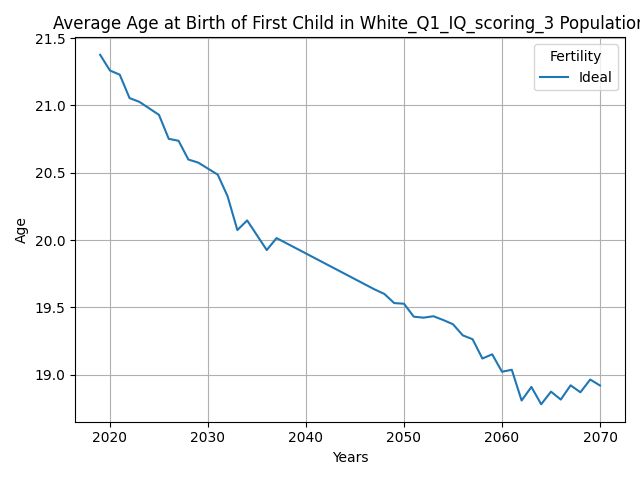 Average Age at Birth of First Child in White_Q1_IQ_scoring_3 Population
Fertility
Ideal
21.5
21.0
20.5
20.0
19.5
19.0
Age
2020 2030 2040 2050 2060 2070
Years